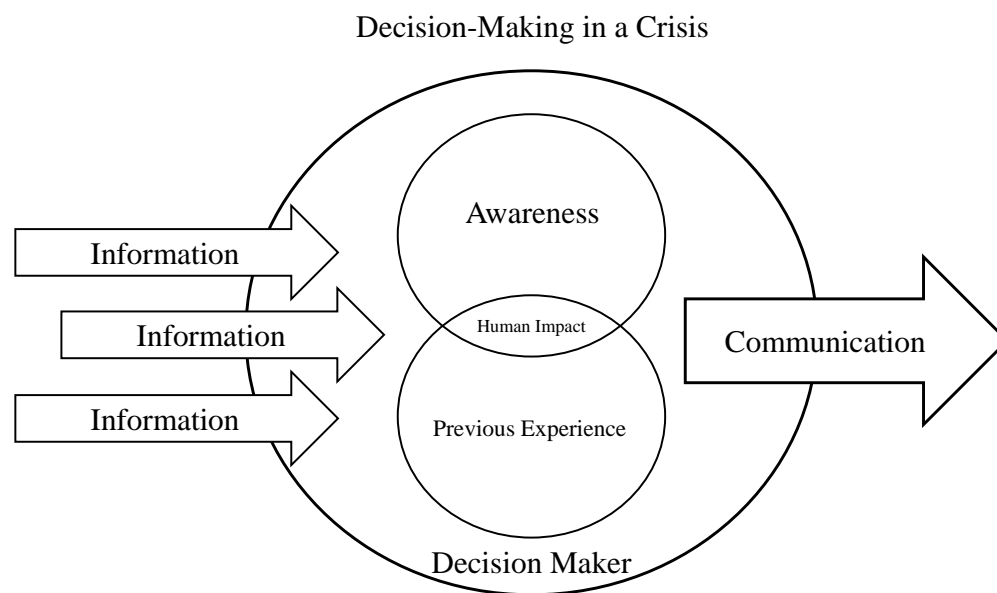 Decision-Making in a Crisis
Awareness
Information
Information
Human Impact
Communication
Information
Previous Experience
Decision Maker